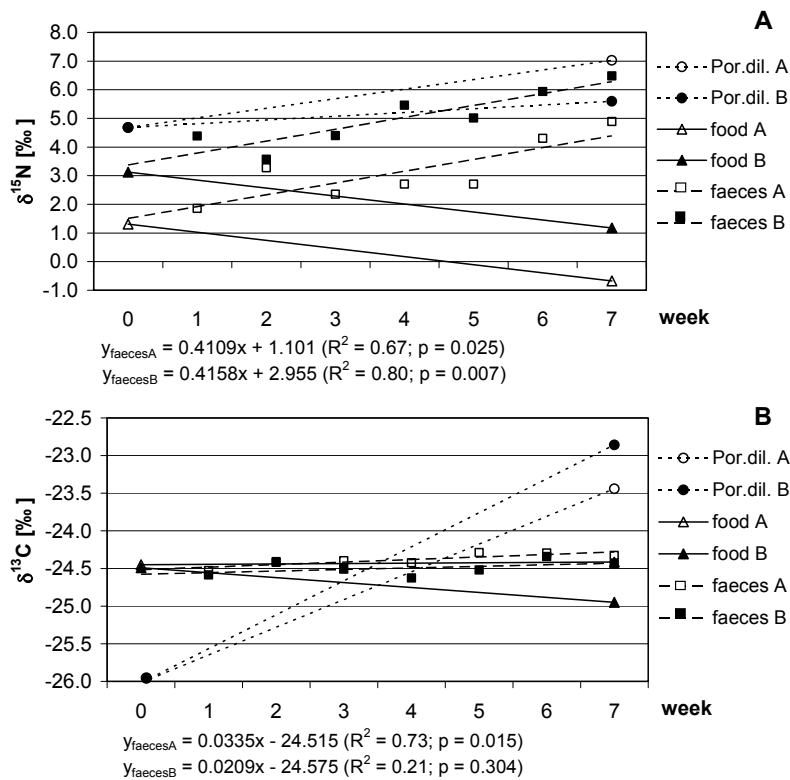 A
8.0
7.0
6.0
5.0
4.0
3.0
2.0
1.0
0.0
-1.0
δ¹⁵N [‰]
0 1 2 3 4 5 6 7 week
Por.dil. A
Por.dil. B
food A
food B
faeces A
faeces B
y_faecesA = 0.4109x + 1.101 (R² = 0.67; p = 0.025)
y_faecesB = 0.4158x + 2.955 (R² = 0.80; p = 0.007)
B
-22.5
-23.0
-23.5
-24.0
-24.5
-25.0
-25.5
-26.0
δ¹³C [‰]
0 1 2 3 4 5 6 7 week
Por.dil. A
Por.dil. B
food A
food B
faeces A
faeces B
y_faecesA = 0.0335x - 24.515 (R² = 0.73; p = 0.015)
y_faecesB = 0.0209x - 24.575 (R² = 0.21; p = 0.304)